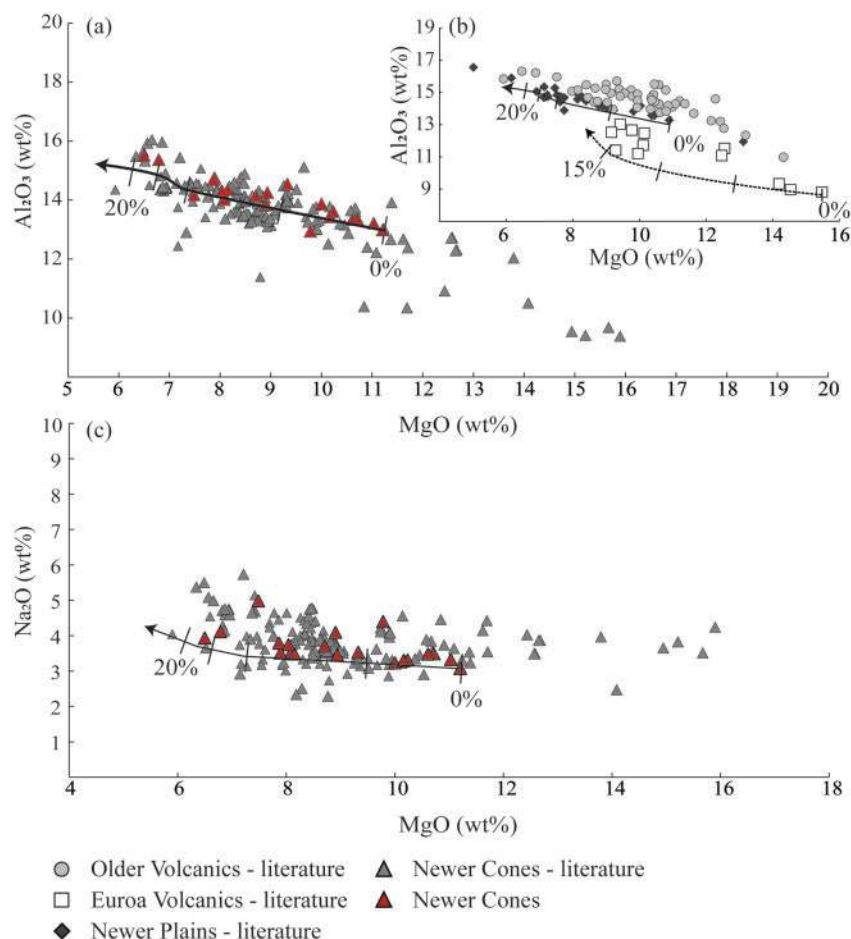 (a)
20
18
16
14
12
10
Al₂O₃ (wt%)
20%
0%
5 6 7 8 9 10 11 12 13 14 15 16 17 18 19 20
MgO (wt%)
(b)
19
17
15
13
11
9
Al₂O₃ (wt%)
20%
0%
15%
0%
6 8 10 12 14 16
MgO (wt%)
(c)
10
9
8
7
6
5
4
3
2
1
Na₂O (wt%)
20%
0%
4 6 8 10 12 14 16 18
MgO (wt%)
Older Volcanics - literature
Newer Cones - literature
Euroa Volcanics - literature
Newer Cones
Newer Plains - literature